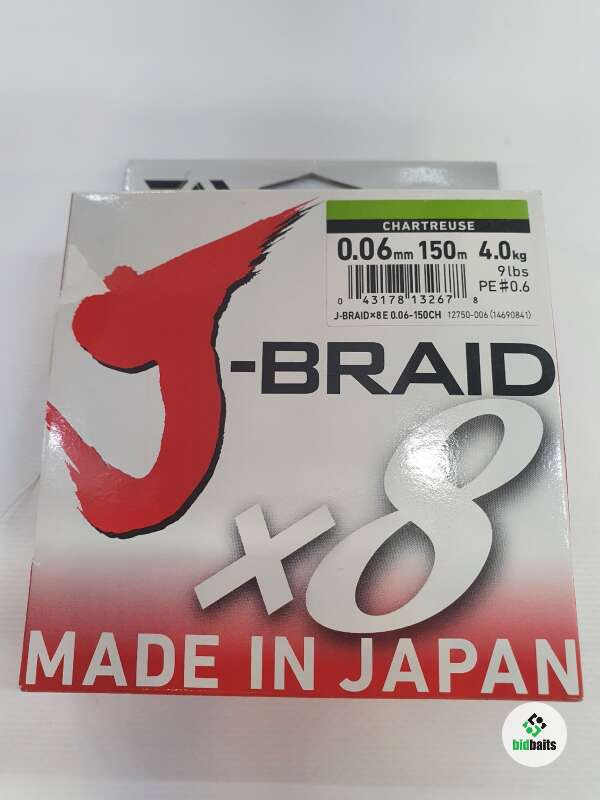 CHARTREUSE
0.06mm 150m 4.0kg
9lbs
PE#0.6
0 43178 13267 8
J-BRAID×8E 0.06-150CH 12750-006 (14690841)
J-BRAID
×8
MADE IN JAPAN
bidbaits